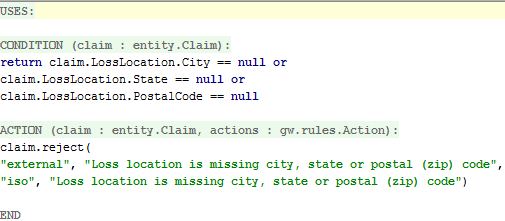 USES:
CONDITION (claim : entity.Claim):
return claim.LossLocation.City == null or
claim.LossLocation.State == null or
claim.LossLocation.PostalCode == null
ACTION (claim : entity.Claim, actions : gw.rules.Action):
claim.reject(
"external", "Loss location is missing city, state or postal (zip) code",
"iso", "Loss location is missing city, state or postal (zip) code")
END